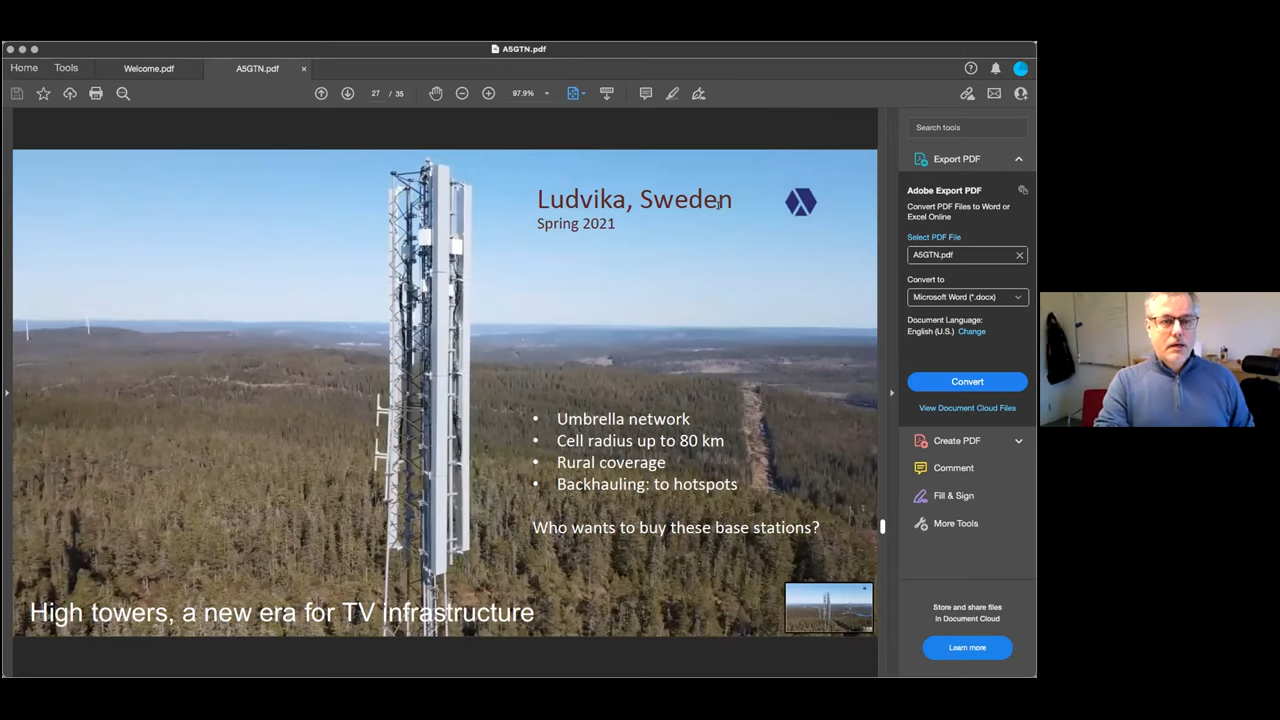 A5GTN.pdf
Home
Tools
Welcome.pdf
A5GTN.pdf
27 / 35
97.9%
Search tools
Export PDF
Adobe Export PDF
Convert PDF Files to Word or
Excel Online
Select PDF File
A5GTN.pdf
Convert to
Microsoft Word (*.docx)
Document Language:
English (U.S.) Change
Convert
View Document Cloud Files
Create PDF
Comment
Fill & Sign
More Tools
Store and share files
in Document Cloud
Learn more
Ludvika, Sweden
Spring 2021
• Umbrella network
• Cell radius up to 80 km
• Rural coverage
• Backhauling: to hotspots
Who wants to buy these base stations?
High towers, a new era for TV infrastructure